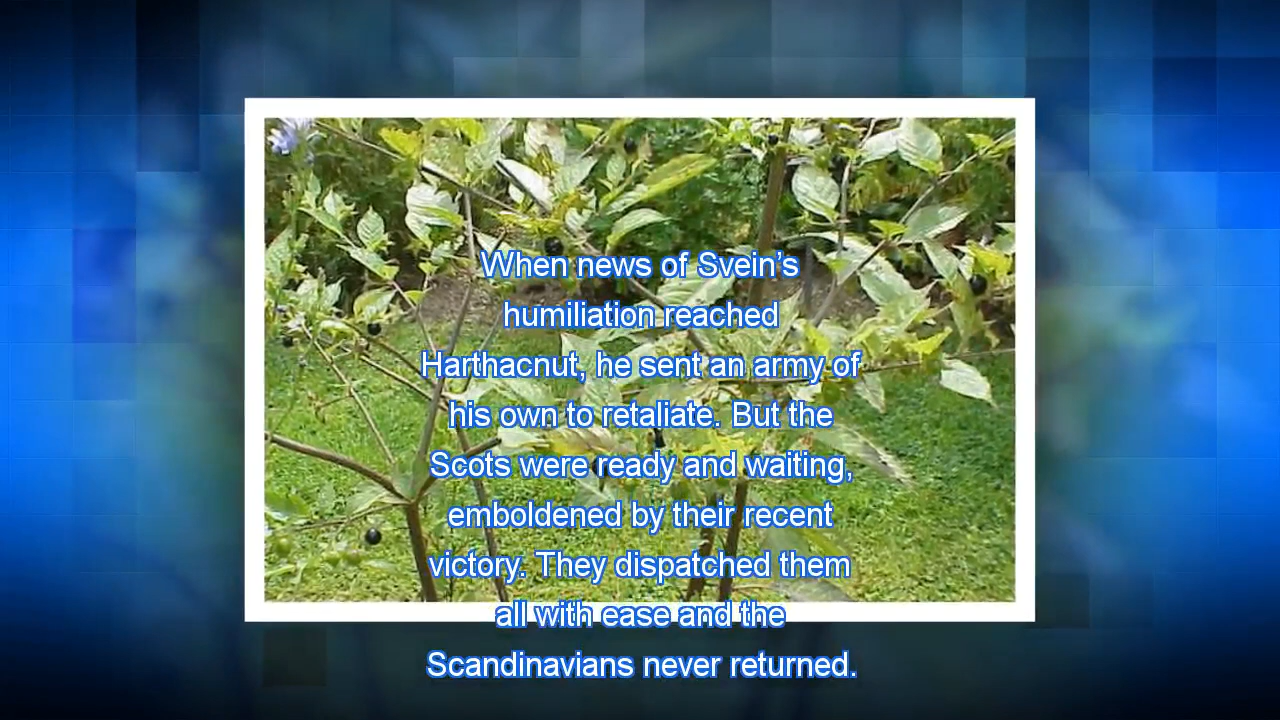 When news of Svein’s
humiliation reached
Harthacnut, he sent an army of
his own to retaliate. But the
Scots were ready and waiting,
emboldened by their recent
victory. They dispatched them
all with ease and the
Scandinavians never returned.